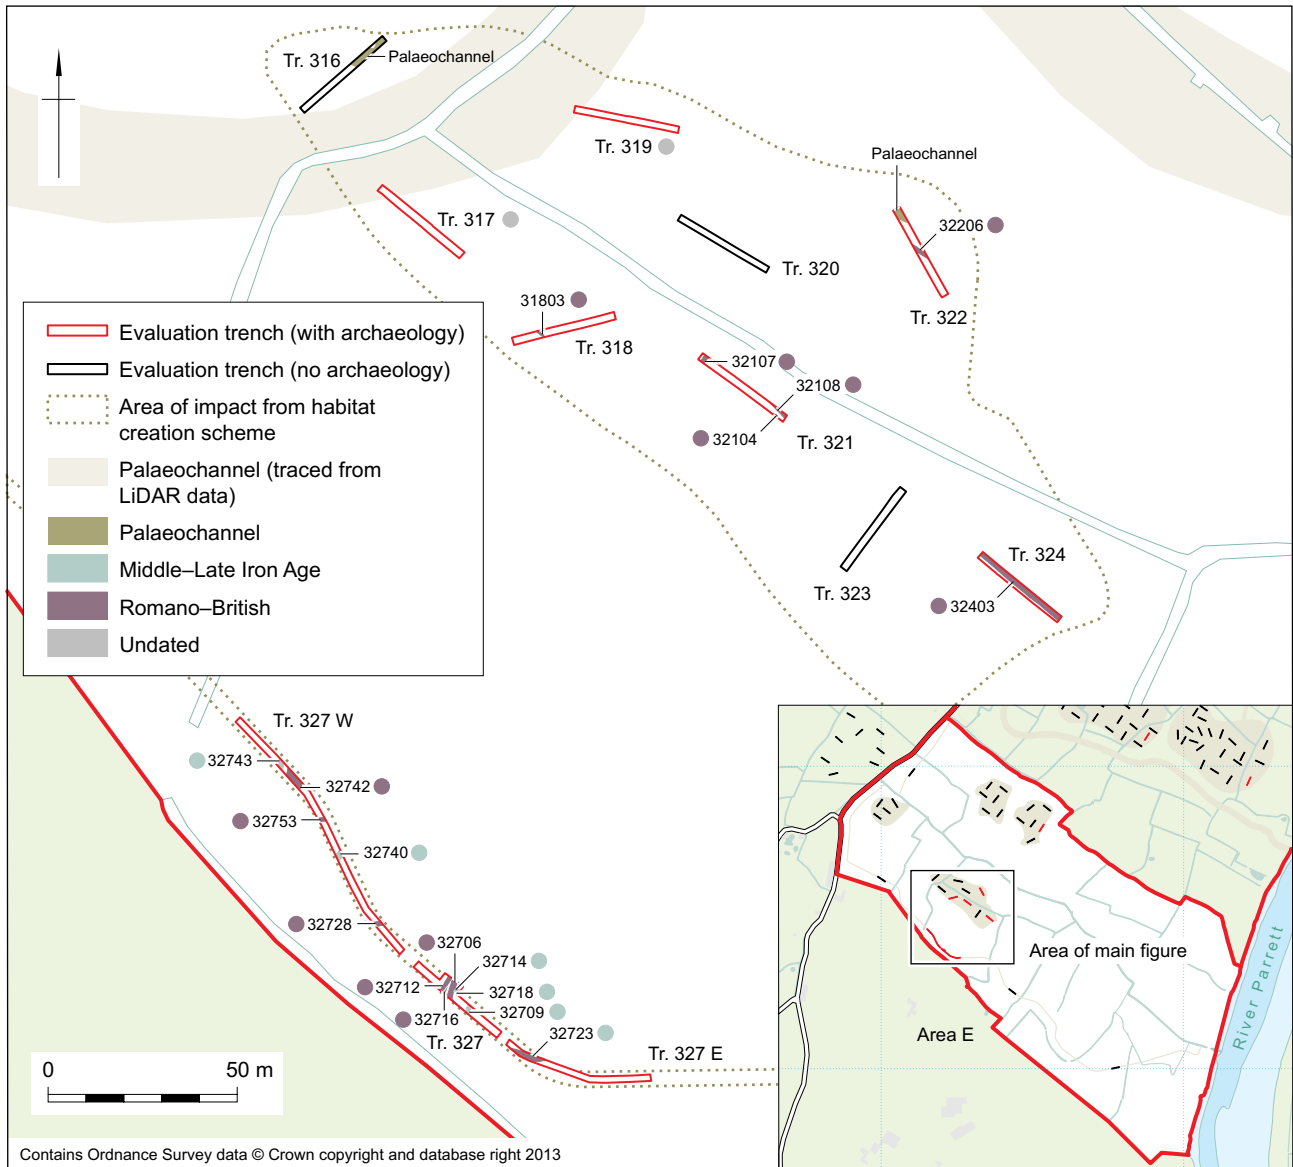 Tr. 316
Palaeochannel
Tr. 319
Palaeochannel
Tr. 317
32206
Tr. 320
31803
Tr. 322
Tr. 318
32107
32108
32104
Tr. 321
Evaluation trench (with archaeology)
Evaluation trench (no archaeology)
Area of impact from habitat
creation scheme
Palaeochannel (traced from
LiDAR data)
Palaeochannel
Middle–Late Iron Age
Romano–British
Undated
Tr. 324
Tr. 323
32403
Tr. 327 W
32743
32742
32753
32740
32728
32706
32714
32712
32718
32709
32716
32723
Tr. 327
Tr. 327 E
0
50 m
Area of main figure
Area E
River Parrett
Contains Ordnance Survey data © Crown copyright and database right 2013